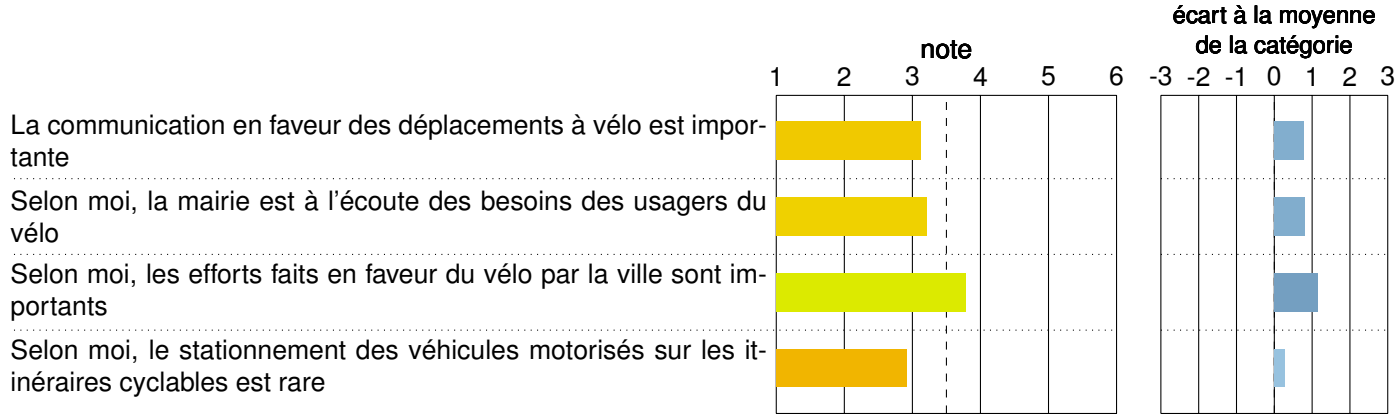 écart à la moyenne
note de la catégorie
1 2 3 4 5 6 -3 -2 -1 0 1 2 3
La communication en faveur des déplacements à vélo est impor-
tante
Selon moi, la mairie est à l'écoute des besoins des usagers du
vélo
Selon moi, les efforts faits en faveur du vélo par la ville sont im-
portants
Selon moi, le stationnement des véhicules motorisés sur les it-
inéraires cyclables est rare